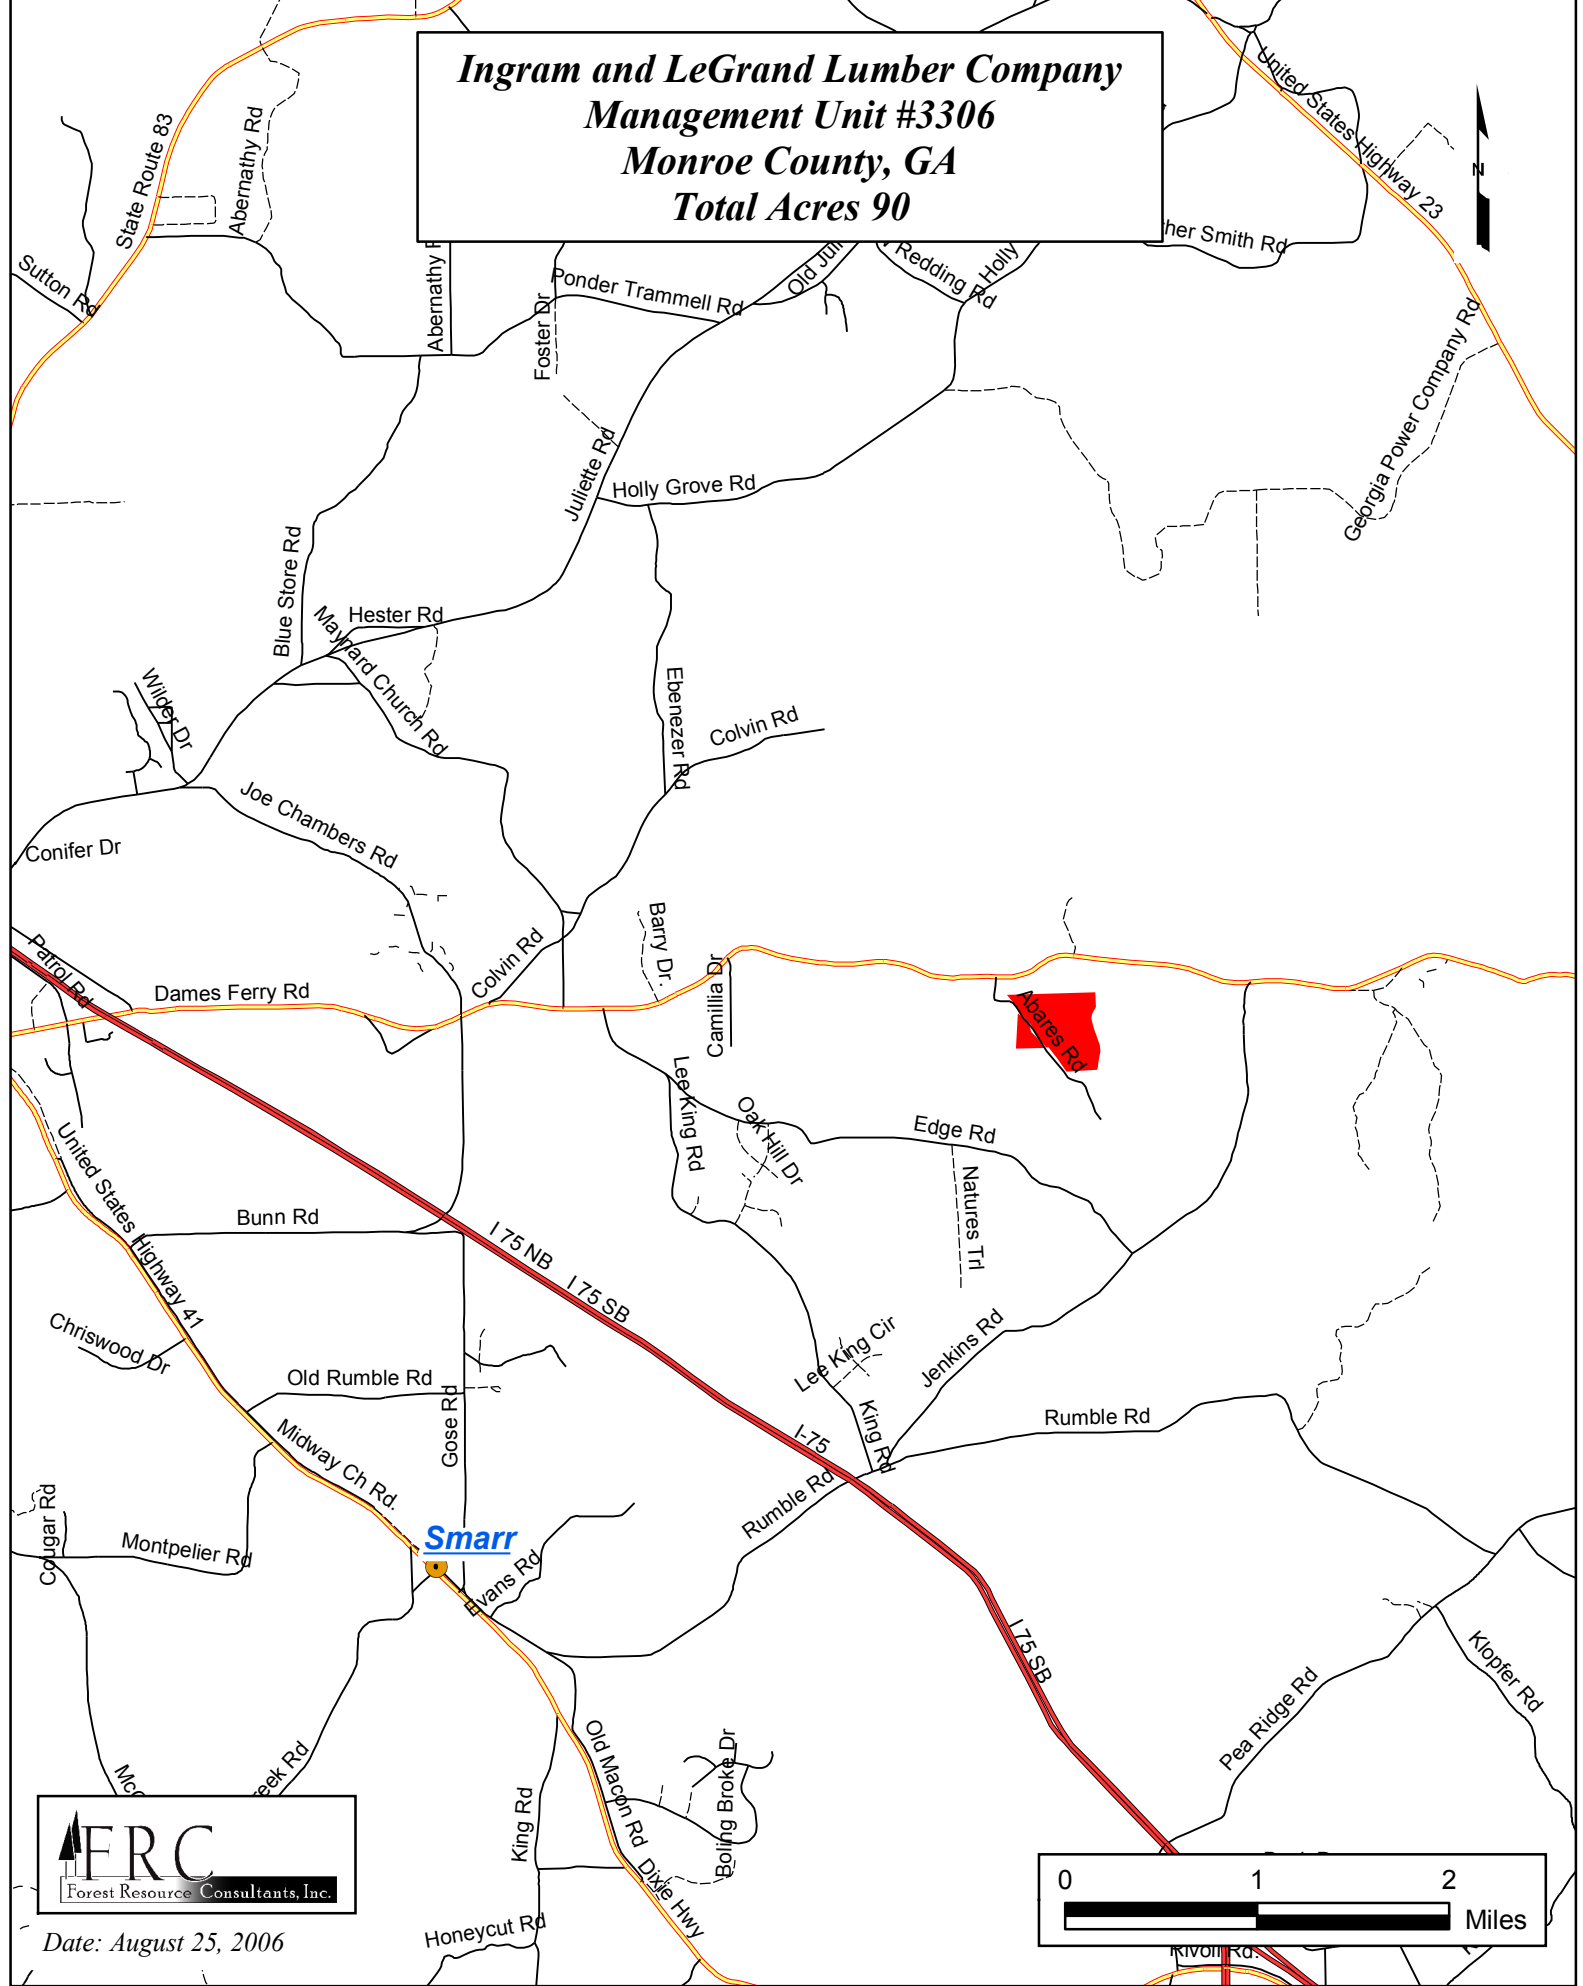 Ingram and LeGrand Lumber Company
Management Unit #3306
Monroe County, GA
Total Acres 90
United States Highway 23
N
State Route 83
Abernathy Rd
Sutton Rd
Abernathy R
Foster Dr
Ponder Trammell Rd
Old Juli
Redding Rd
Holly
her Smith Rd
Georgia Power Company Rd
Juliette Rd
Holly Grove Rd
Blue Store Rd
Hester Rd
Maynard Church Rd
Wilder Dr
Ebenezer Rd
Colvin Rd
Joe Chambers Rd
Conifer Dr
Patrol Rd
Dames Ferry Rd
Colvin Rd
Barry Dr.
Camillia Dr
Abares Rd
Lee King Rd
Oak Hill Dr
Edge Rd
Natures Trl
United States Highway 41
Bunn Rd
I 75 NB
I 75 SB
Chriswood Dr
Old Rumble Rd
Gose Rd
Lee King Cir
Jenkins Rd
King Rd
Rumble Rd
I-75
Rumble Rd
Midway Ch Rd.
Cougar Rd
Montpelier Rd
Smarr
Evans Rd
I 75 SB
Klopfer Rd
Pea Ridge Rd
Mc
eek Rd
King Rd
Old Macon Rd
Boling Broke Dr
Dixie Hwy
Honeycut Rd
Rivoli Rd.
FRC
Forest Resource Consultants, Inc.
Date: August 25, 2006
0 1 2
Miles